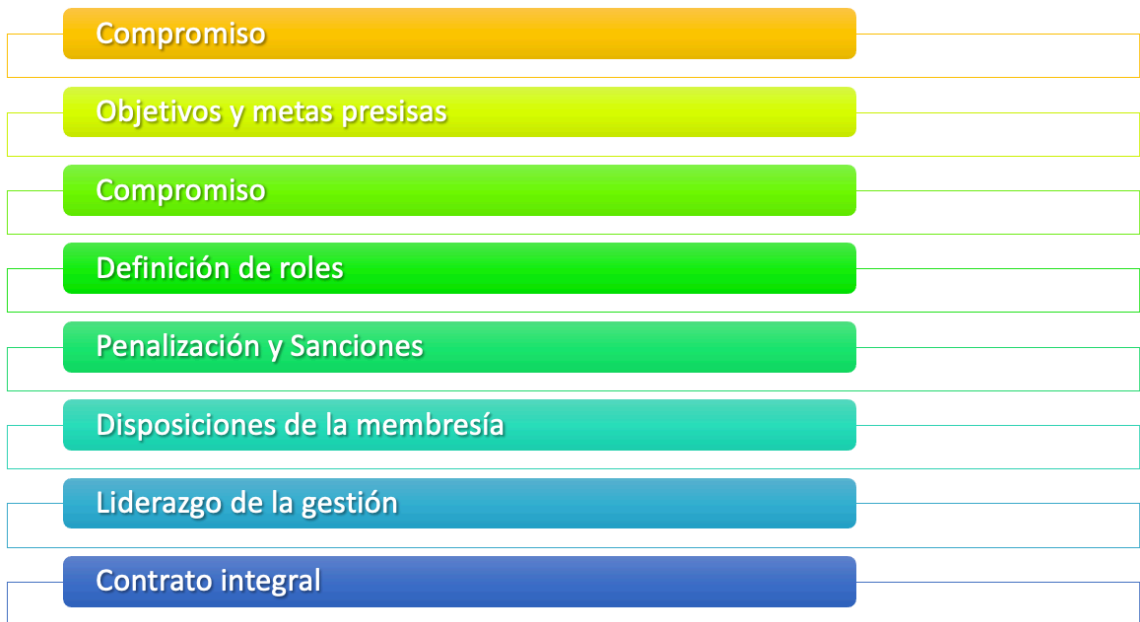 Compromiso
Objetivos y metas presisas
Compromiso
Definición de roles
Penalización y Sanciones
Disposiciones de la membresía
Liderazgo de la gestión
Contrato integral